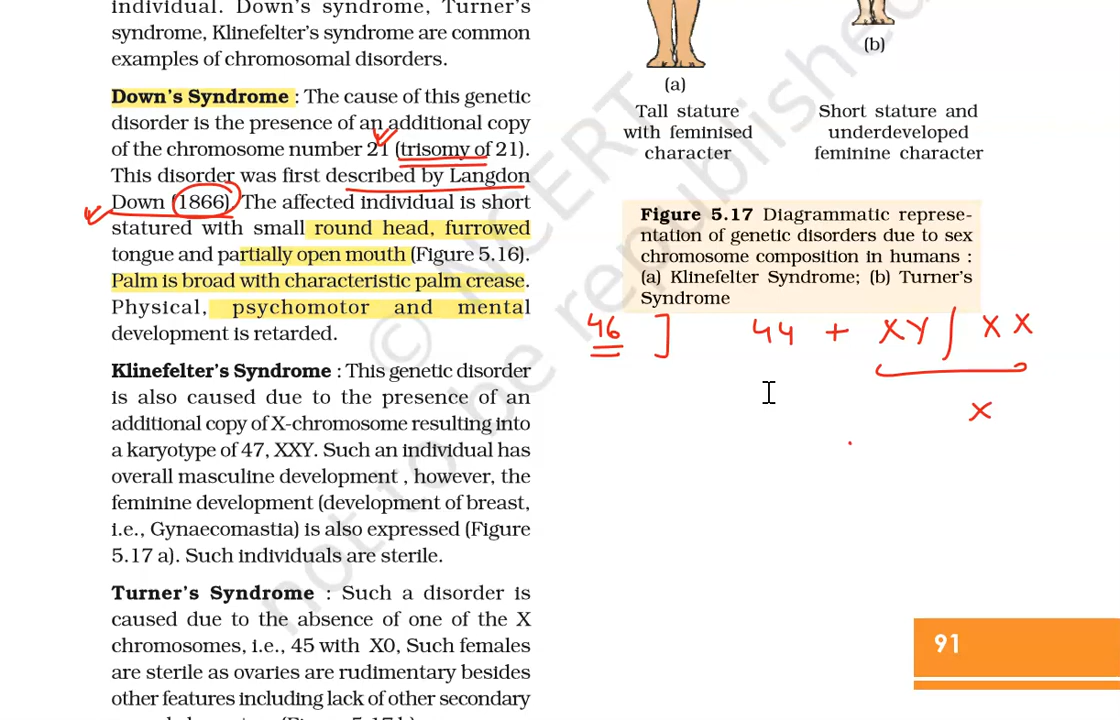 individual. Down's syndrome, Turner's
syndrome, Klinefelter's syndrome are common
examples of chromosomal disorders.
Down's Syndrome : The cause of this genetic
disorder is the presence of an additional copy
of the chromosome number 21 (trisomy of 21).
This disorder was first described by Langdon
Down (1866). The affected individual is short
statured with small round head, furrowed
tongue and partially open mouth (Figure 5.16).
Palm is broad with characteristic palm crease.
Physical, psychomotor and mental
development is retarded.
Klinefelter's Syndrome : This genetic disorder
is also caused due to the presence of an
additional copy of X-chromosome resulting into
a karyotype of 47, XXY. Such an individual has
overall masculine development , however, the
feminine development (development of breast,
i.e., Gynaecomastia) is also expressed (Figure
5.17 a). Such individuals are sterile.
Turner's Syndrome : Such a disorder is
caused due to the absence of one of the X
chromosomes, i.e., 45 with X0, Such females
are sterile as ovaries are rudimentary besides
other features including lack of other secondary
(a)
Tall stature
with feminised
character
(b)
Short stature and
underdeveloped
feminine character
Figure 5.17 Diagrammatic represe-
ntation of genetic disorders due to sex
chromosome composition in humans :
(a) Klinefelter Syndrome; (b) Turner's
Syndrome
46 ] 44 + XY / XX
X
91
© NCERT
not to be republished